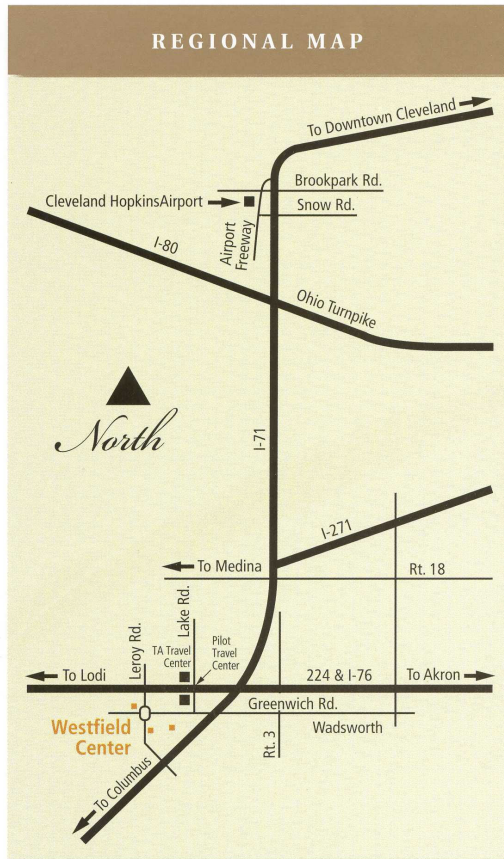 REGIONAL MAP
To Downtown Cleveland
Brookpark Rd.
Cleveland HopkinsAirport
Snow Rd.
Airport
Freeway
I-80
Ohio Turnpike
North
I-71
I-271
To Medina
Rt. 18
Leroy Rd.
Lake Rd.
TA Travel
Center
Pilot
Travel
Center
To Lodi
224 & I-76
To Akron
Greenwich Rd.
Westfield
Center
Wadsworth
Rt. 3
To Columbus